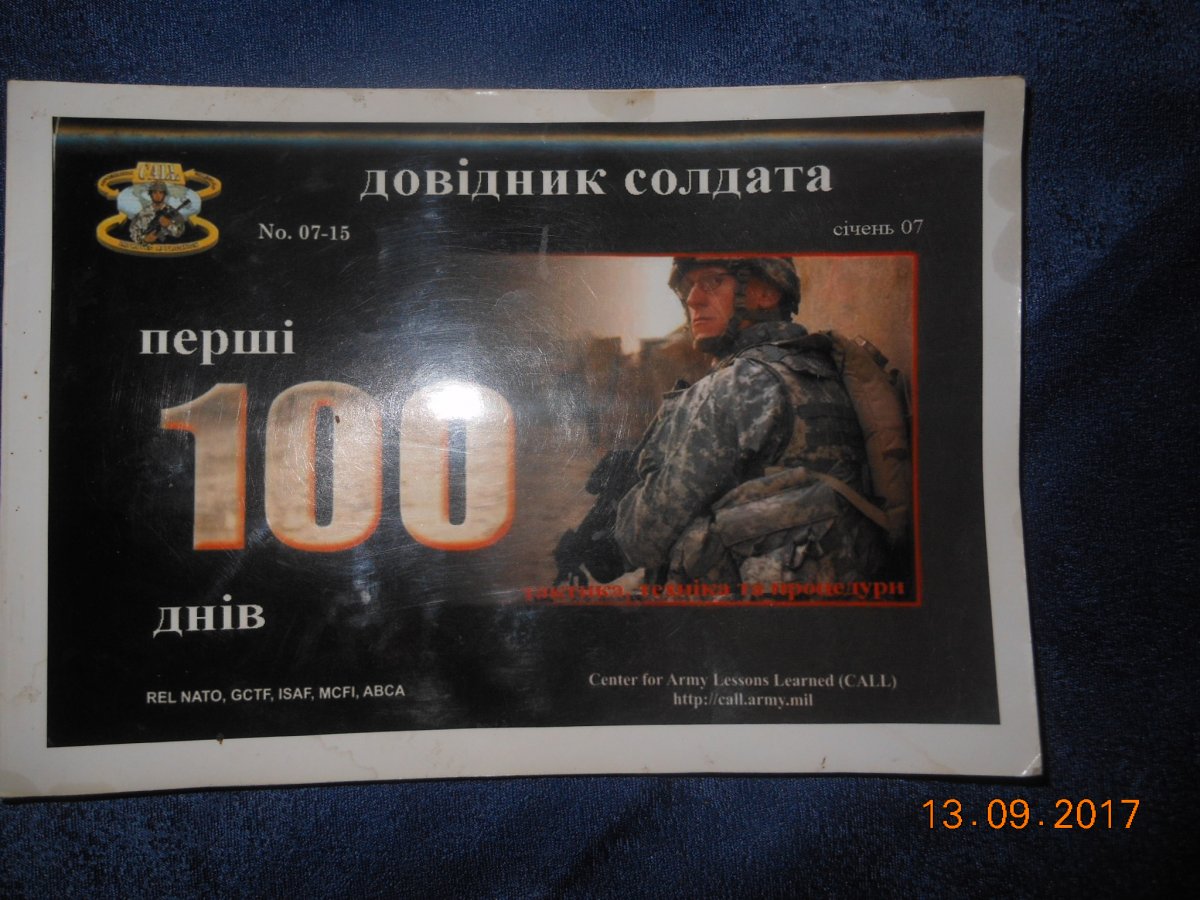 C.A.L.L.
довідник солдата
No. 07-15
січень 07
перші
100
днів
тактика, техніка та процедури
REL NATO, GCTF, ISAF, MCFI, ABCA
Center for Army Lessons Learned (CALL)
http://call.army.mil
13.09.2017